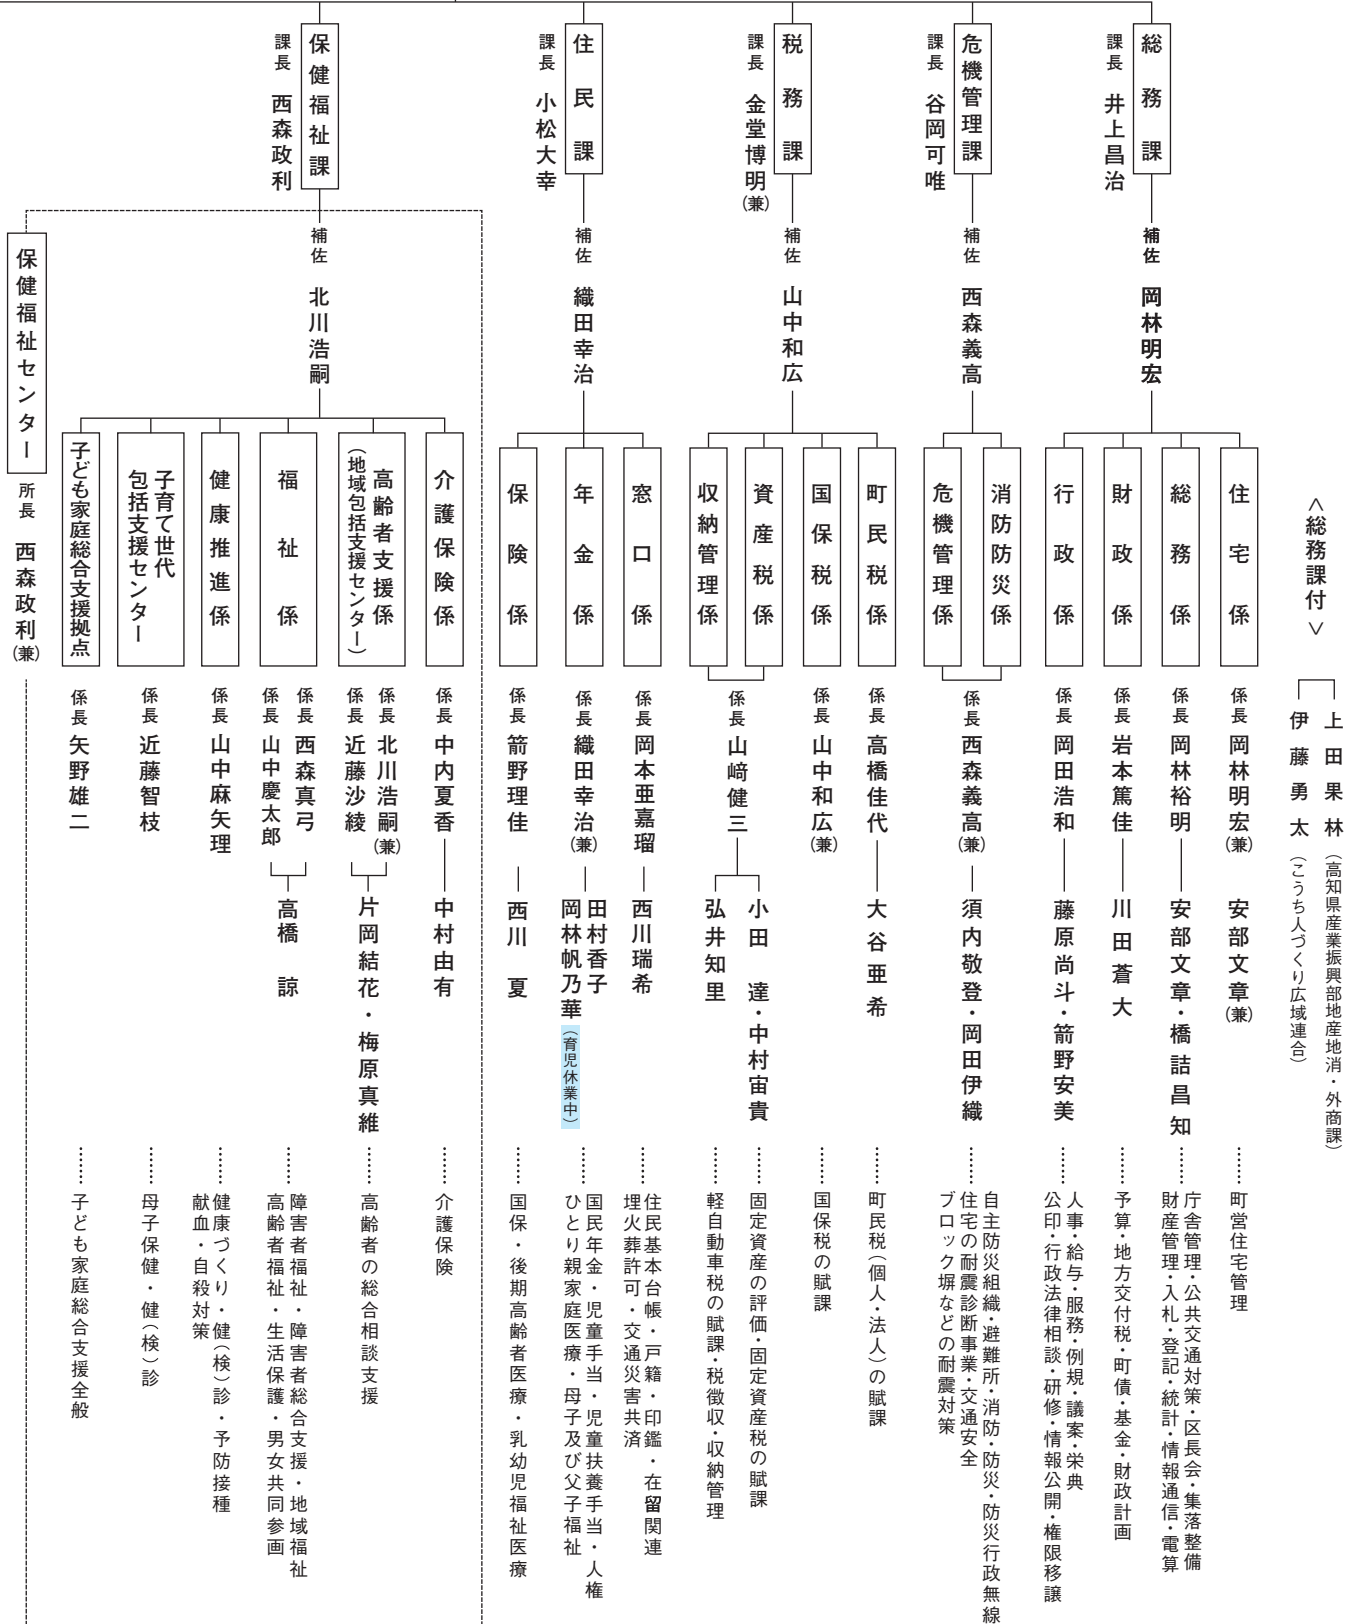 <総務課付>
上田果林(高知県産業振興部地産地消・外商課)
伊藤勇太(こうち人づくり広域連合)
総務課
課長 井上昌治
補佐 岡林明宏
住宅係
係長 岡林明宏(兼)
安部文章(兼)
……町営住宅管理
総務係
係長 岡林裕明
安部文章・橋詰昌知
……庁舎管理・公共交通対策・区長会・集落整備
財産管理・入札・登記・統計・情報通信・電算
財政係
係長 岩本篤佳
川田蒼大
……予算・地方交付税・町債・基金・財政計画
行政係
係長 岡田浩和
藤原尚斗・箭野安美
……人事・給与・服務・例規・議案・栄典
公印・行政法律相談・研修・情報公開・権限移譲
危機管理課
課長 谷岡可唯
補佐 西森義高
消防防災係
危機管理係
係長 西森義高(兼)
須内敬登・岡田伊織
……自主防災組織・避難所・消防・防災・防災行政無線
住宅の耐震診断事業・交通安全
ブロック塀などの耐震対策
税務課
課長 金堂博明(兼)
補佐 山中和広
町民税係
係長 高橋佳代
大谷亜希
……町民税(個人・法人)の賦課
国保税係
係長 山中和広(兼)
……国保税の賦課
資産税係
収納管理係
係長 山﨑健三
小田 達・中村宙貴
……固定資産の評価・固定資産税の賦課
弘井知里
……軽自動車税の賦課・税徴収・収納管理
住民課
課長 小松大幸
補佐 織田幸治
窓口係
係長 岡本亜嘉瑠
西川瑞希
……住民基本台帳・戸籍・印鑑・在留関連
埋火葬許可・交通災害共済
年金係
係長 織田幸治(兼)
田村香子
岡林帆乃華(育児休業中)
……国民年金・児童手当・児童扶養手当・人権
ひとり親家庭医療・母子及び父子福祉
保険係
係長 箭野理佳
西川 夏
……国保・後期高齢者医療・乳幼児福祉医療
保健福祉課
課長 西森政利
補佐 北川浩嗣
介護保険係
係長 中内夏香
中村由有
……介護保険
高齢者支援係
(地域包括支援センター)
係長 北川浩嗣(兼)
近藤沙綾
片岡結花・梅原真維
……高齢者の総合相談支援
福祉係
係長 西森真弓
係長 山中慶太郎
高橋 諒
……障害者福祉・障害者総合支援・地域福祉
高齢者福祉・生活保護・男女共同参画
健康推進係
係長 山中麻矢理
……健康づくり・健(検)診・予防接種
献血・自殺対策
子育て世代
包括支援センター
係長 近藤智枝
……母子保健・健(検)診
子ども家庭総合支援拠点
係長 矢野雄二
……子ども家庭総合支援全般
保健福祉センター
所長 西森政利(兼)